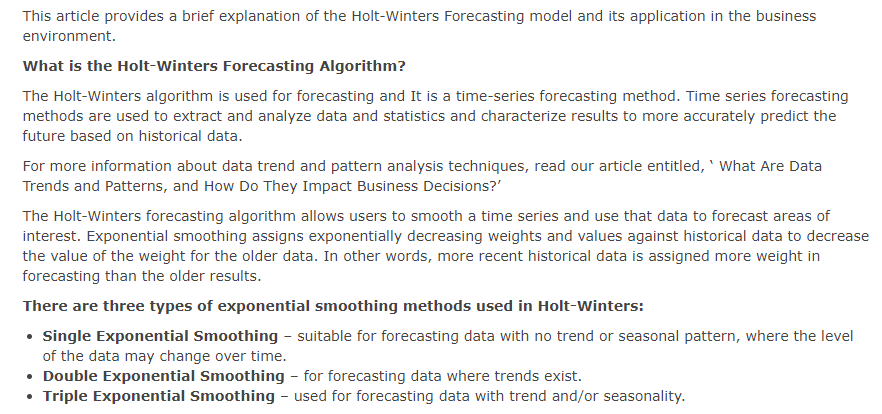 This article provides a brief explanation of the Holt-Winters Forecasting model and its application in the business
environment.
What is the Holt-Winters Forecasting Algorithm?
The Holt-Winters algorithm is used for forecasting and It is a time-series forecasting method. Time series forecasting
methods are used to extract and analyze data and statistics and characterize results to more accurately predict the
future based on historical data.
For more information about data trend and pattern analysis techniques, read our article entitled, ‘ What Are Data
Trends and Patterns, and How Do They Impact Business Decisions?’
The Holt-Winters forecasting algorithm allows users to smooth a time series and use that data to forecast areas of
interest. Exponential smoothing assigns exponentially decreasing weights and values against historical data to decrease
the value of the weight for the older data. In other words, more recent historical data is assigned more weight in
forecasting than the older results.
There are three types of exponential smoothing methods used in Holt-Winters:
• Single Exponential Smoothing – suitable for forecasting data with no trend or seasonal pattern, where the level
of the data may change over time.
• Double Exponential Smoothing – for forecasting data where trends exist.
• Triple Exponential Smoothing – used for forecasting data with trend and/or seasonality.